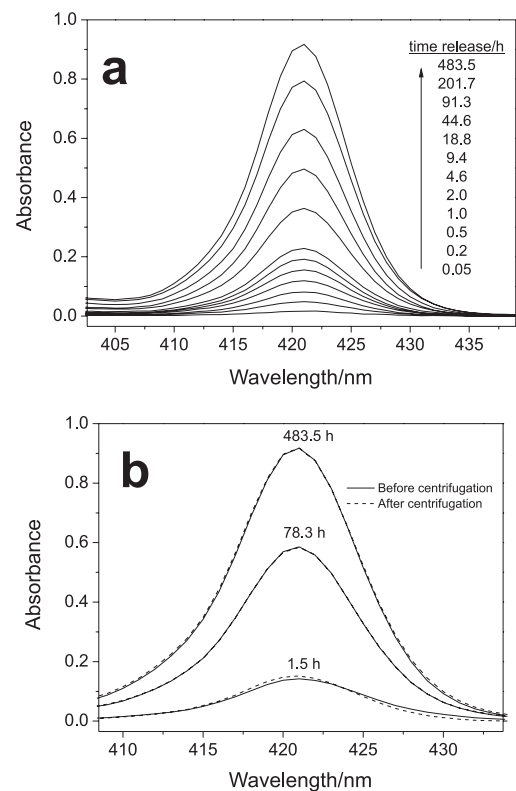 a
time release/h
483.5
201.7
91.3
44.6
18.8
9.4
4.6
2.0
1.0
0.5
0.2
0.05
1.0
0.8
0.6
0.4
0.2
0.0
Absorbance
405 410 415 420 425 430 435
Wavelength/nm
b
483.5 h
Before centrifugation
After centrifugation
78.3 h
1.5 h
1.0
0.8
0.6
0.4
0.2
0.0
Absorbance
410 415 420 425 430
Wavelength/nm